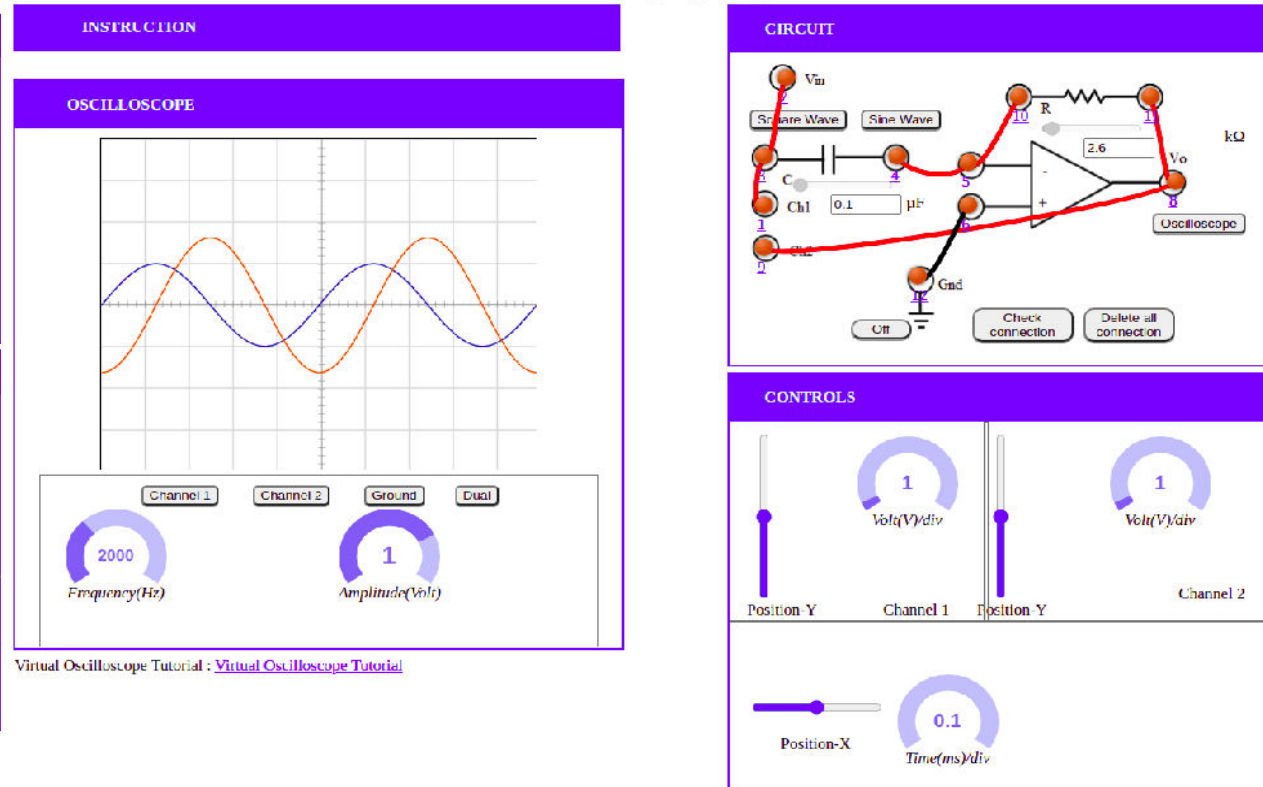 INSTRUCTION
OSCILLOSCOPE
Channel 1
Channel 2
Ground
Dual
2000
Frequency(Hz)
1
Amplitude(Volt)
Virtual Oscilloscope Tutorial : Virtual Oscilloscope Tutorial
CIRCUIT
Vin
Square Wave
Sine Wave
10
R
2.6
kΩ
3
4
5
-
Vo
C
0.1
μF
Ch1
1
6
+
8
Oscilloscope
Ch2
9
Gnd
12
Off
Check
connection
Delete all
connection
CONTROLS
1
Volt(V)/div
1
Volt(V)/div
Position-Y
Channel 1
Position-Y
Channel 2
Position-X
0.1
Time(ms)/div